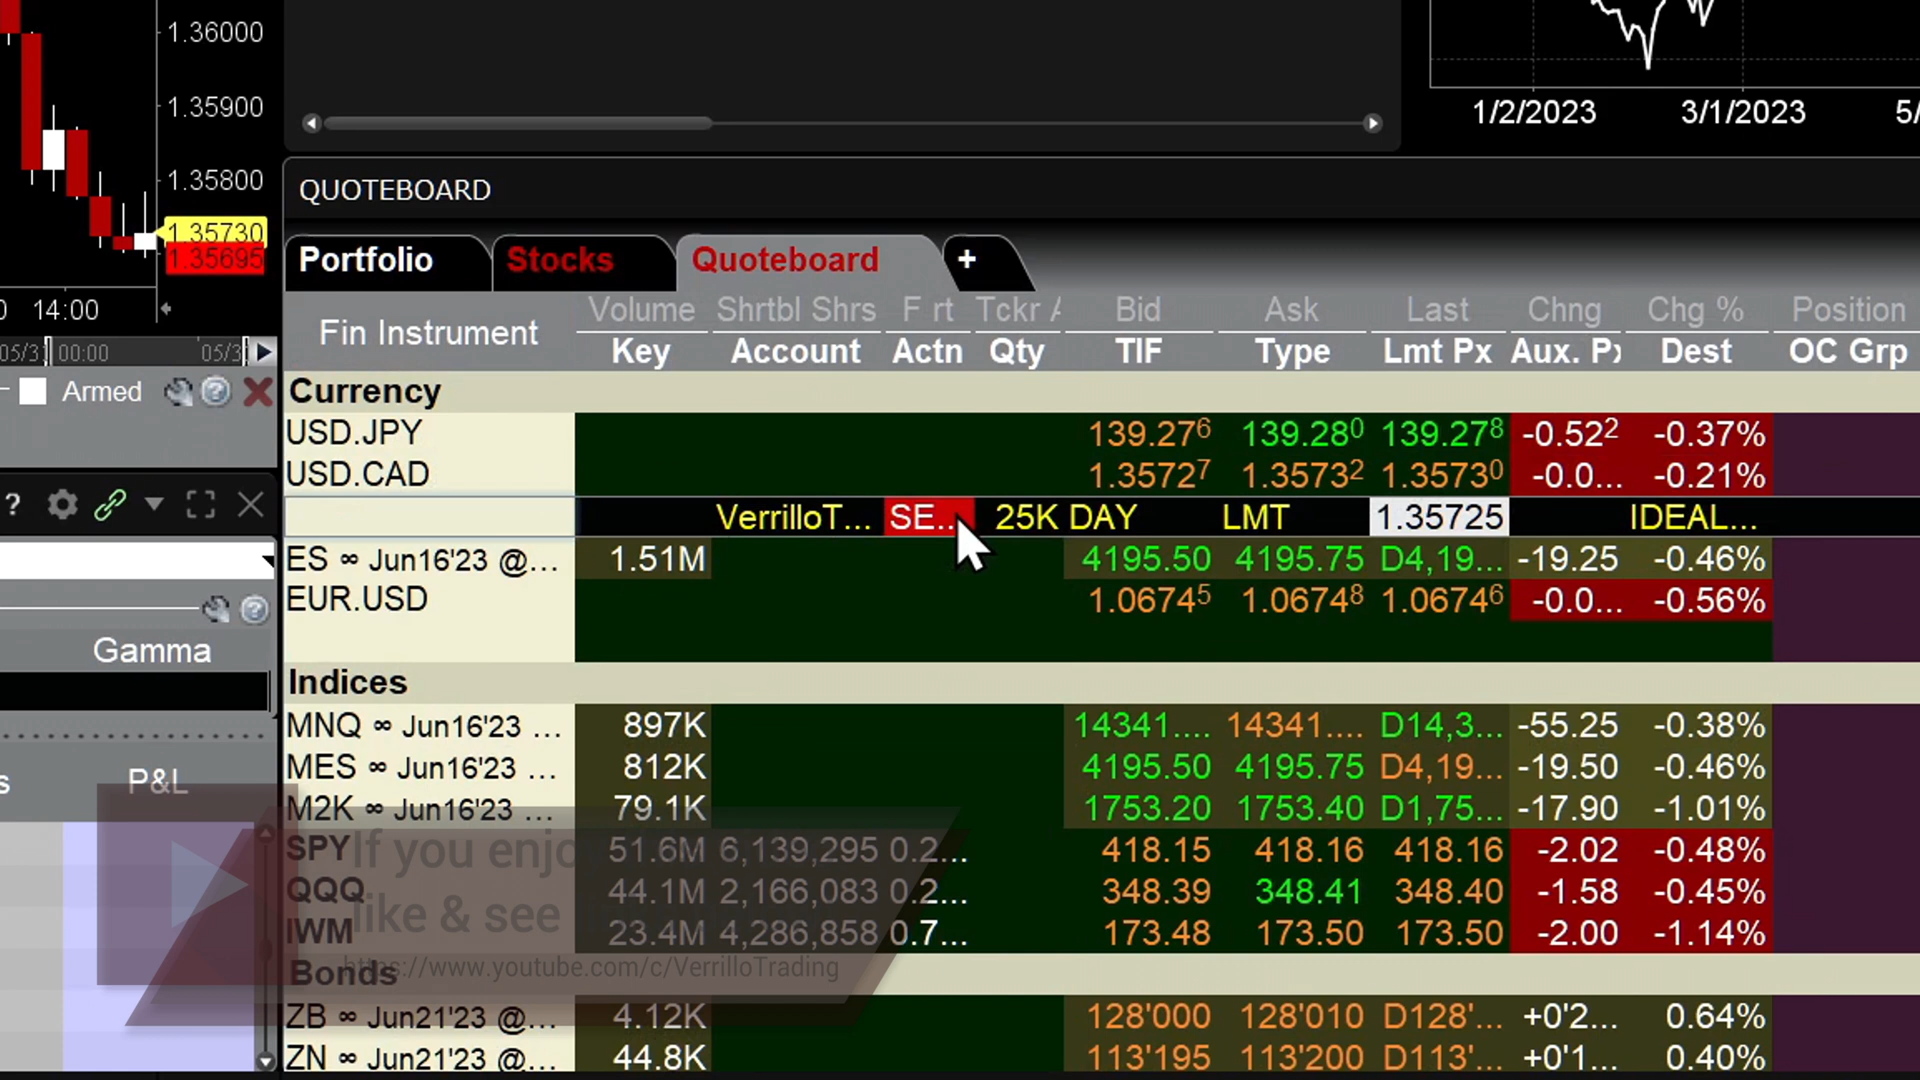 1.36000
1.35900
1.35800
1.35730
1.35695
14:00
00:00
Armed
?
Gamma
P&L
1/2/2023 3/1/2023
QUOTEBOARD
Portfolio Stocks Quoteboard +
Fin Instrument
Volume Shrtbl Shrs F rt Tckr Bid Ask Last Chng Chg % Position
Key Account Actn Qty TIF Type Lmt Px Aux. Dest OC Grp
Currency
USD.JPY 139.276 139.280 139.278 -0.522 -0.37%
USD.CAD 1.35727 1.35732 1.35730 -0.0... -0.21%
VerrilloT... SE... 25K DAY LMT 1.35725 IDEAL...
ES ∞ Jun16'23 @... 1.51M 4195.50 4195.75 D4,19... -19.25 -0.46%
EUR.USD 1.06745 1.06748 1.06746 -0.0... -0.56%
Indices
MNQ ∞ Jun16'23 ... 897K 14341.... 14341.... D14,3... -55.25 -0.38%
MES ∞ Jun16'23 ... 812K 4195.50 4195.75 D4,19... -19.50 -0.46%
M2K ∞ Jun16'23 ... 79.1K 1753.20 1753.40 D1,75... -17.90 -1.01%
SPY 51.6M 6,139,295 0.2... 418.15 418.16 418.16 -2.02 -0.48%
QQQ 44.1M 2,166,083 0.2... 348.39 348.41 348.40 -1.58 -0.45%
IWM 23.4M 4,286,858 0.7... 173.48 173.50 173.50 -2.00 -1.14%
If you enjo
like & see
https://www.youtube.com/c/VerrilloTrading
Bonds
ZB ∞ Jun21'23 @... 4.12K 128'000 128'010 D128'... +0'2... 0.64%
ZN ∞ Jun21'23 @... 44.8K 113'195 113'200 D113'... +0'1... 0.40%